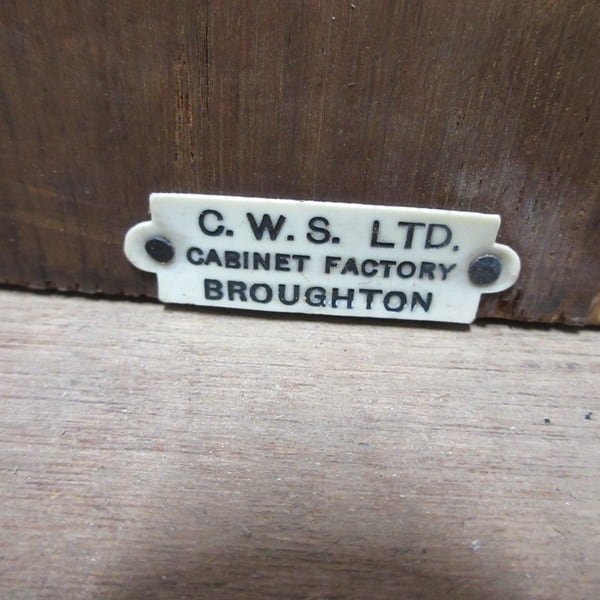 C. W. S. LTD.
CABINET FACTORY
BROUGHTON